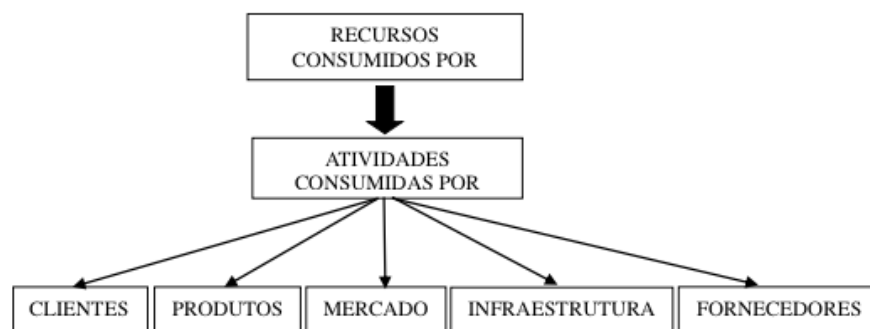 RECURSOS
CONSUMIDOS POR
ATIVIDADES
CONSUMIDAS POR
CLIENTES
PRODUTOS
MERCADO
INFRAESTRUTURA
FORNECEDORES